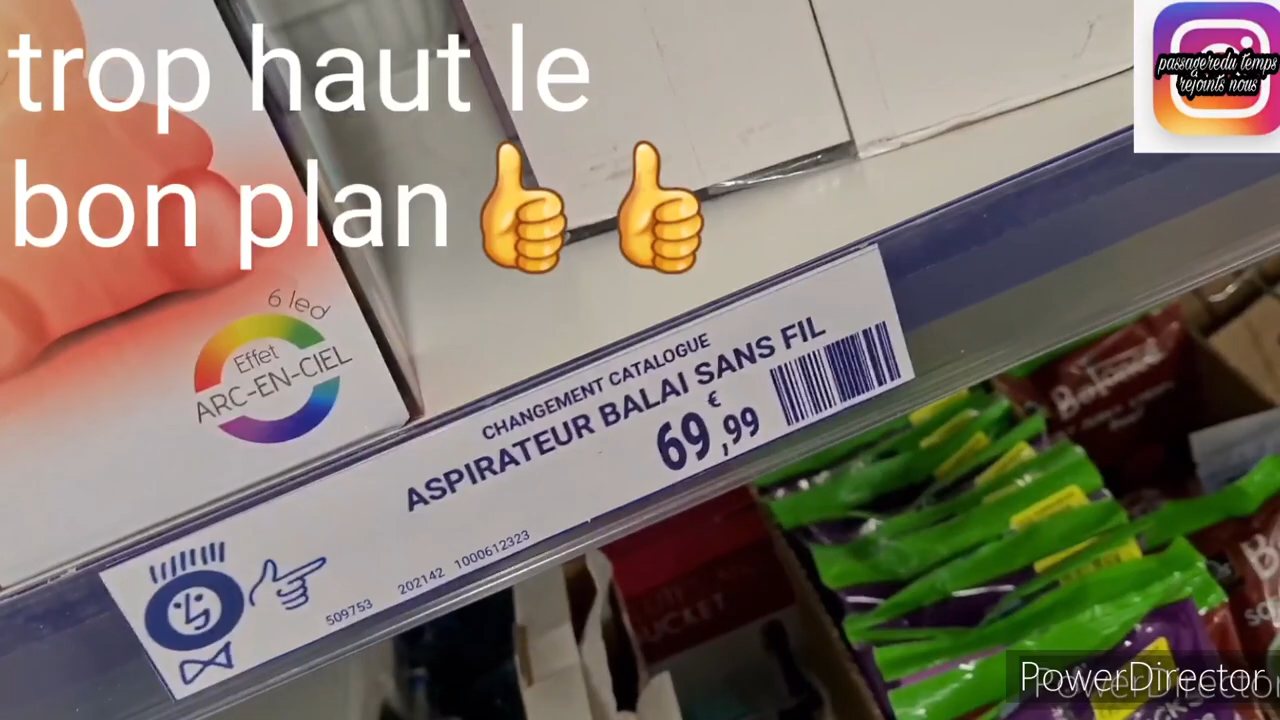 trop haut le
bon plan 👍👍
passageredu temps
rejoints nous
6 led
Effet
ARC-EN-CIEL
CHANGEMENT CATALOGUE
ASPIRATEUR BALAI SANS FIL
69€,99
509753 202142 1000612323
UCKET
PowerDirector